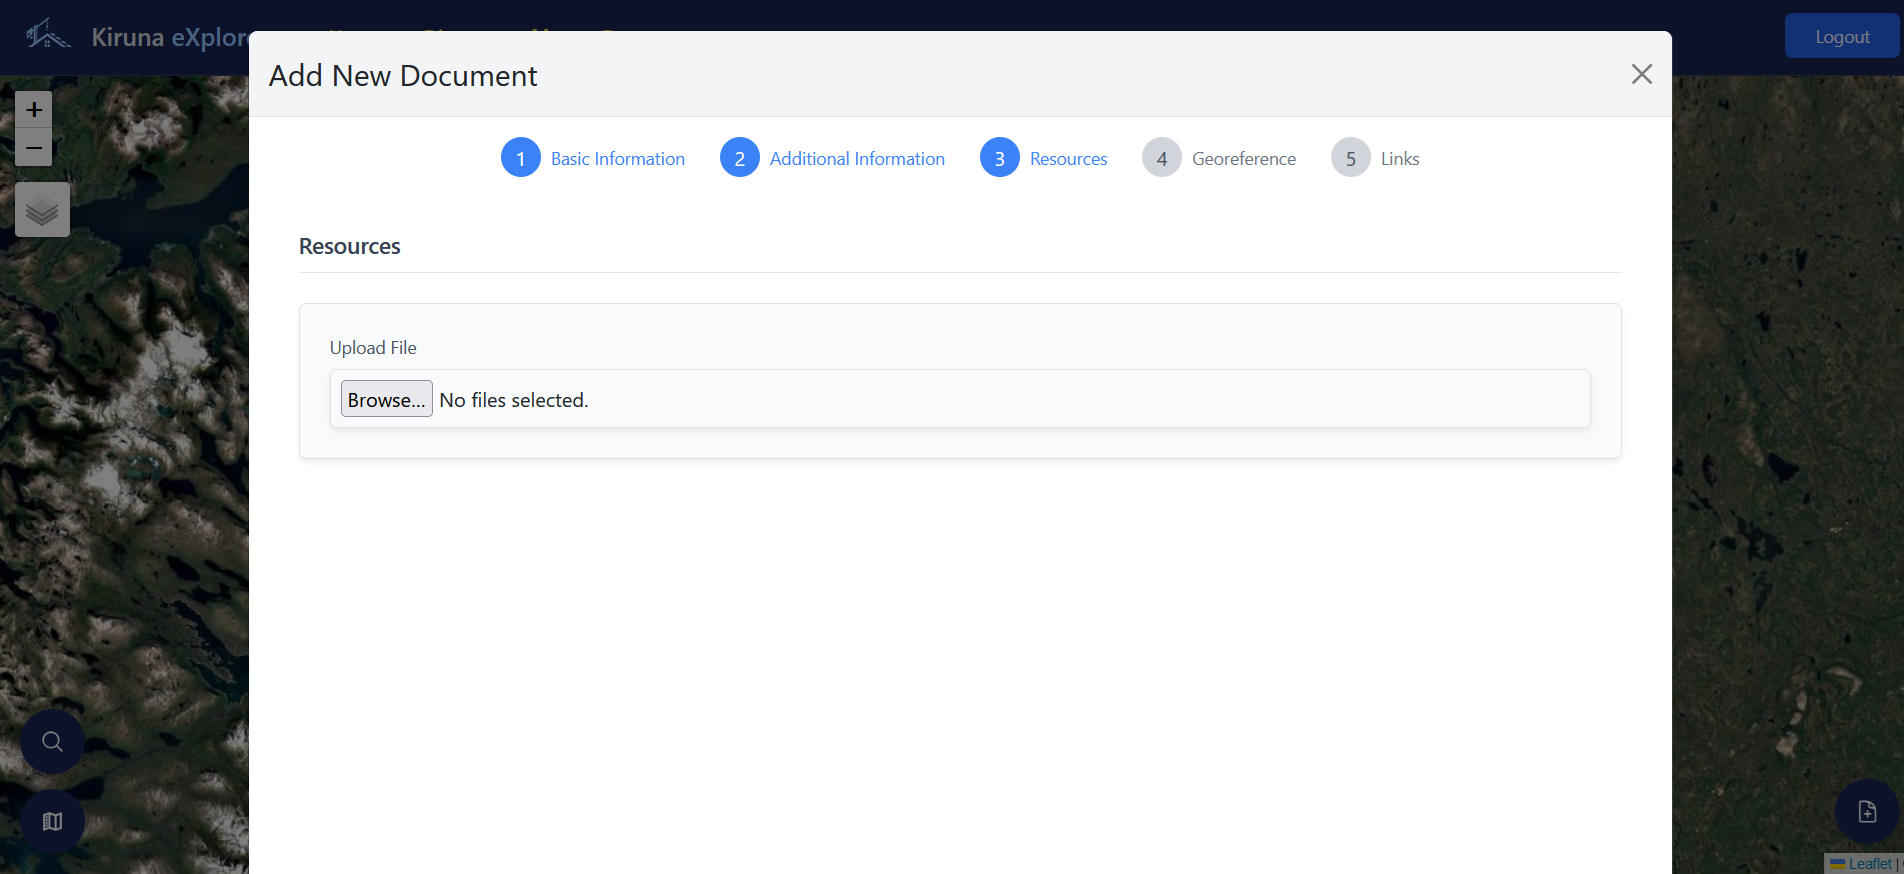 Kiruna eXplore
Logout
Add New Document
+
−
1 Basic Information
2 Additional Information
3 Resources
4 Georeference
5 Links
Resources
Upload File
Browse... No files selected.
Leaflet |